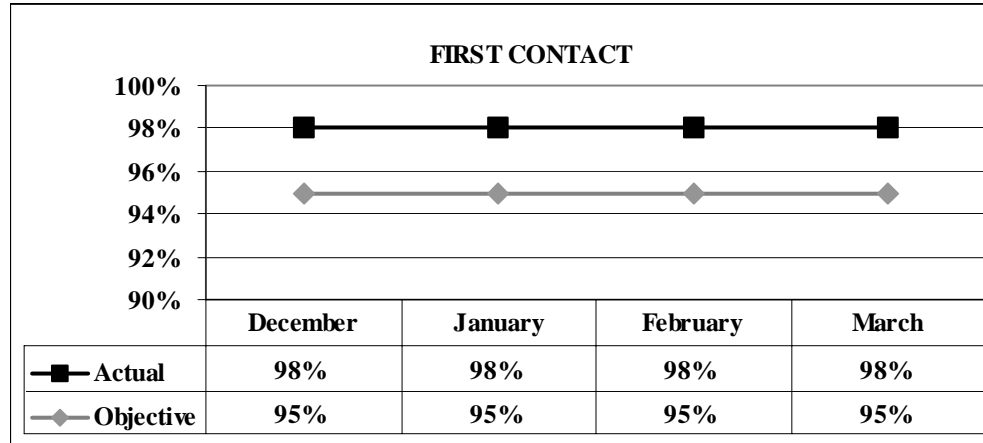 FIRST CONTACT
100%
98%
96%
94%
92%
90%
December January February March
Actual 98% 98% 98% 98%
Objective 95% 95% 95% 95%